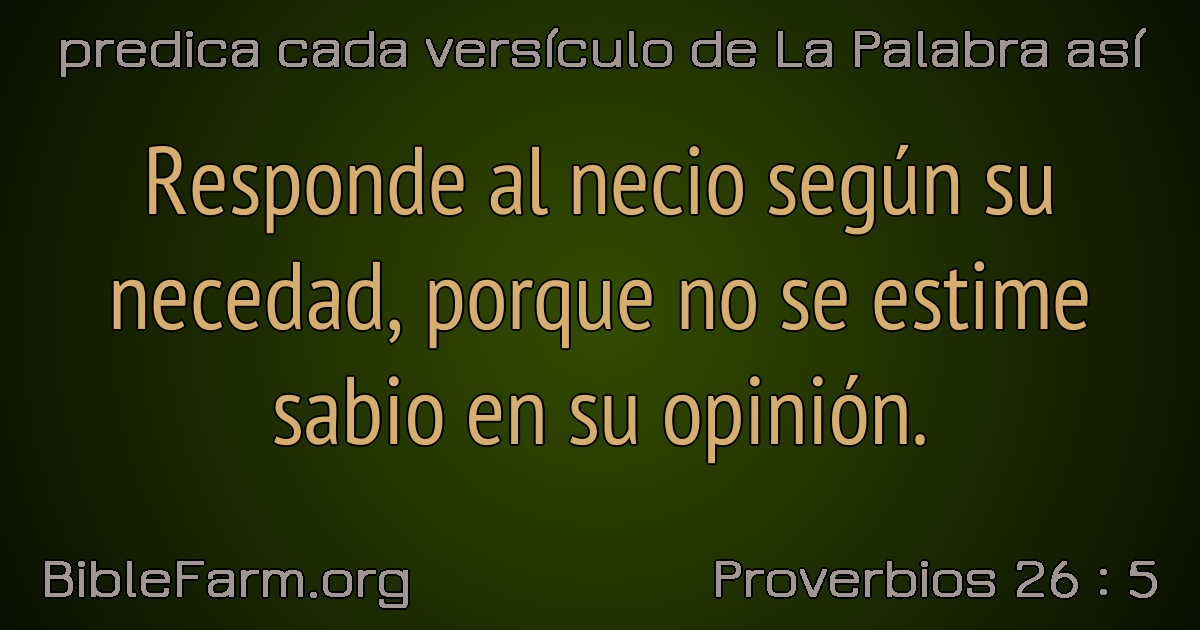 predica cada versículo de La Palabra así
Responde al necio según su
necedad, porque no se estime
sabio en su opinión.
BibleFarm.org
Proverbios 26 : 5